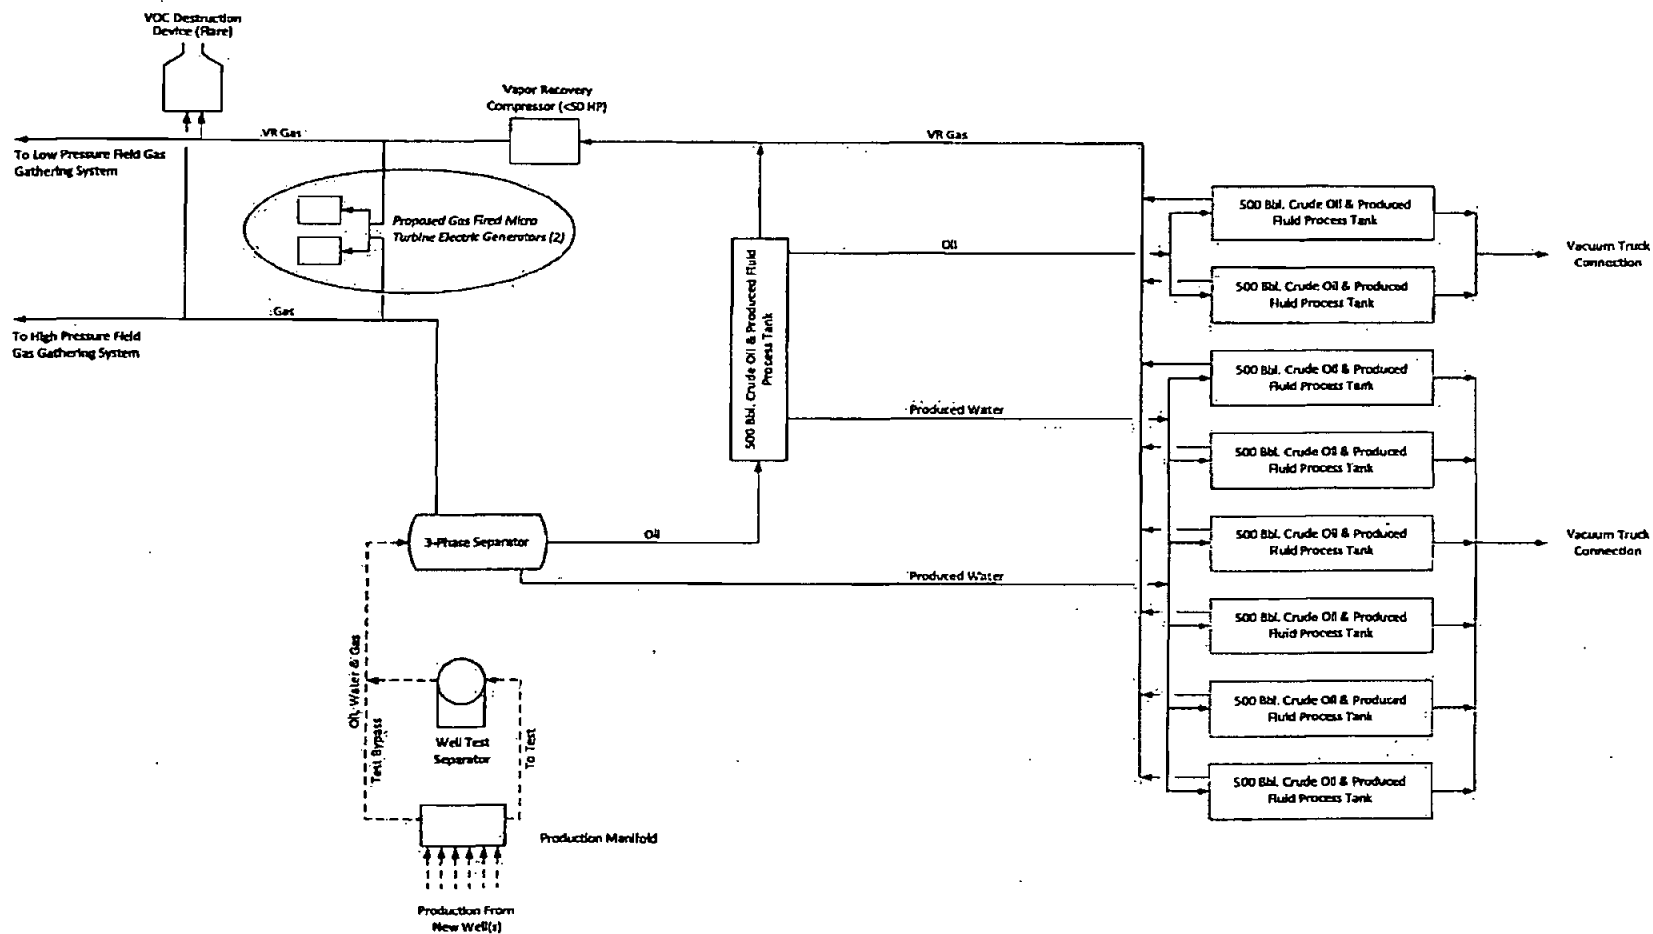 VOC Destruction
Device (Flare)
Vapor Recovery
Compressor (<50 HP)
VR Gas
VR Gas
To Low Pressure Field Gas
Gathering System
Proposed Gas Fired Micro
Turbine Electric Generators (2)
500 Bbl. Crude Oil & Produced
Fluid Process Tank
Oil
Vacuum Truck
Connection
500 Bbl. Crude Oil & Produced
Fluid Process Tank
Gas
To High Pressure Field
Gas Gathering System
500 Bbl. Crude Oil & Produced Fluid
Process Tank
500 Bbl. Crude Oil & Produced
Fluid Process Tank
Produced Water
500 Bbl. Crude Oil & Produced
Fluid Process Tank
3-Phase Separator
Oil
500 Bbl. Crude Oil & Produced
Fluid Process Tank
Vacuum Truck
Connection
Produced Water
500 Bbl. Crude Oil & Produced
Fluid Process Tank
Oil, Water & Gas
Test Bypass
Well Test
Separator
To Test
500 Bbl. Crude Oil & Produced
Fluid Process Tank
500 Bbl. Crude Oil & Produced
Fluid Process Tank
Production Manifold
Production From
New Well(s)